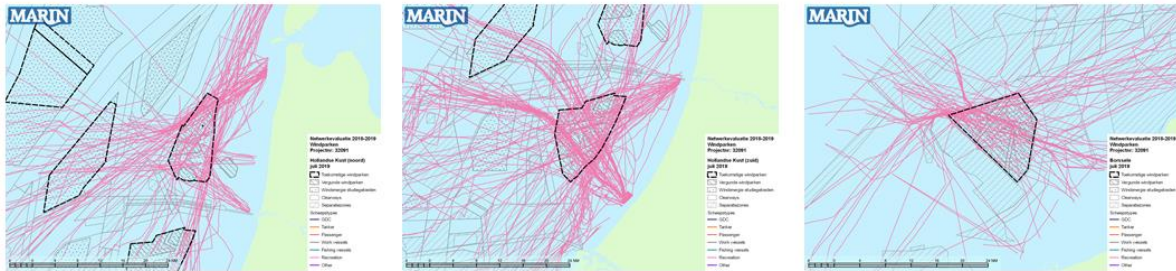 MARIN
Netwerkevaluatie 2018-2019
Windparken
Projectnr: 32091
Hollandse Kust (noord)
juli 2019
Toekomstige windparken
Vergunde windparken
Windenergie studiegebieden
Clearways
Separatiezones
Scheepstypes
GDC
Tanker
Passenger
Work vessels
Fishing vessels
Recreation
Other
MARIN
Netwerkevaluatie 2018-2019
Windparken
Projectnr: 32091
Hollandse Kust (zuid)
juli 2019
Toekomstige windparken
Vergunde windparken
Windenergie studiegebieden
Clearways
Separatiezones
Scheepstypes
GDC
Tanker
Passenger
Work vessels
Fishing vessels
Recreation
Other
MARIN
Netwerkevaluatie 2018-2019
Windparken
Projectnr: 32091
Borssele
juli 2019
Toekomstige windparken
Vergunde windparken
Windenergie studiegebieden
Clearways
Separatiezones
Scheepstypes
GDC
Tanker
Passenger
Work vessels
Fishing vessels
Recreation
Other